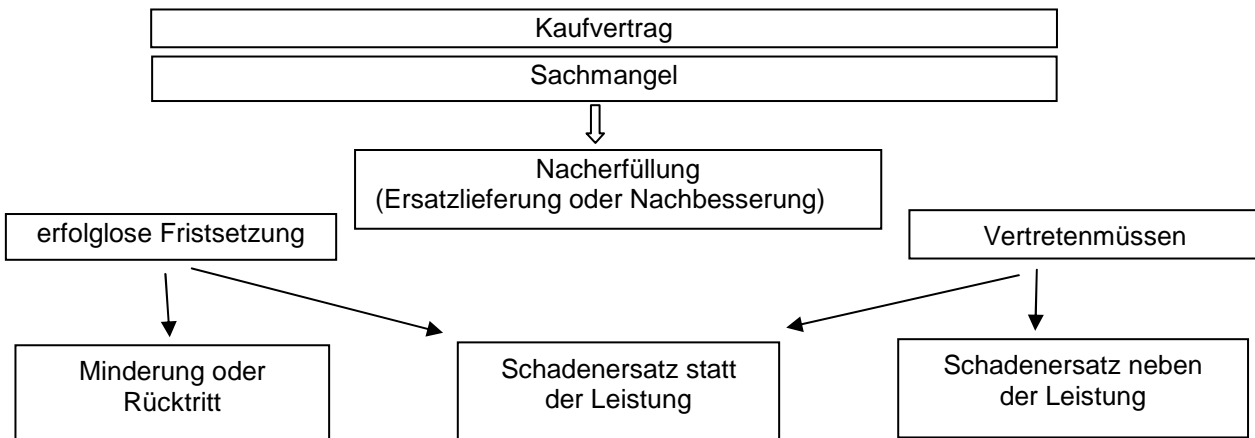 Kaufvertrag
Sachmangel
Nacherfüllung
(Ersatzlieferung oder Nachbesserung)
erfolglose Fristsetzung
Vertretenmüssen
Minderung oder
Rücktritt
Schadenersatz statt
der Leistung
Schadenersatz neben
der Leistung